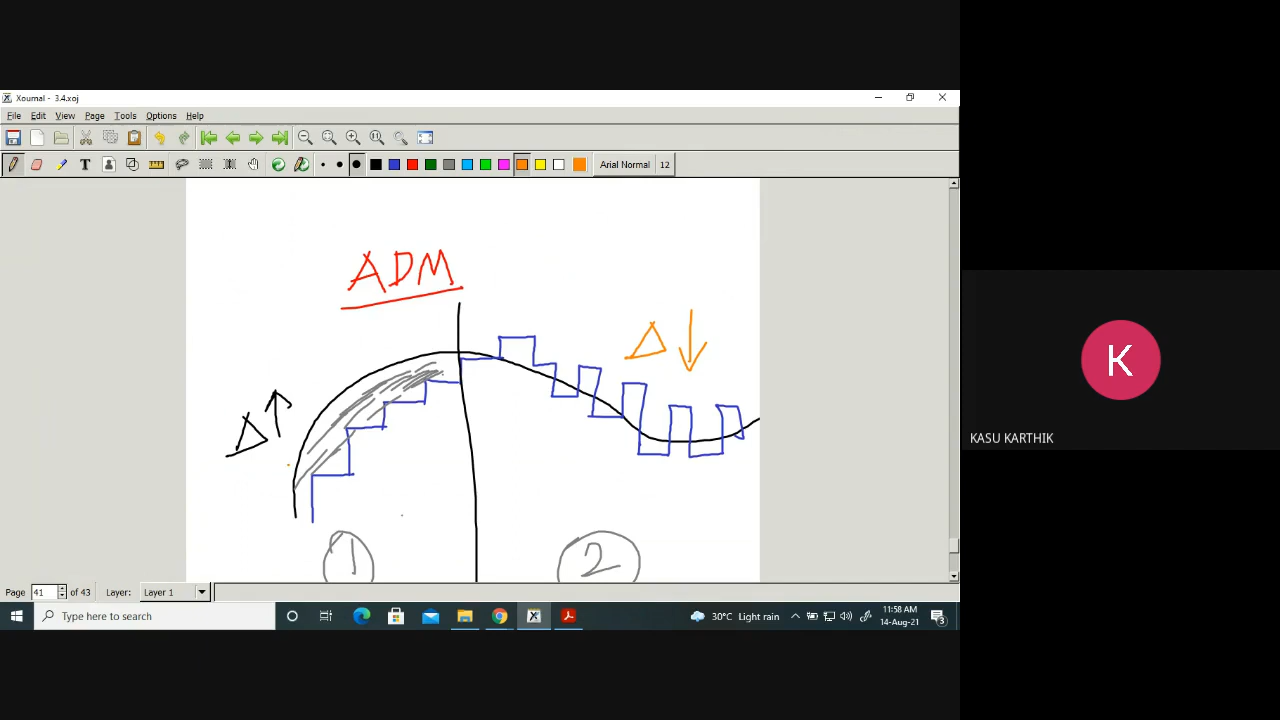 Xournal - 3.4.xoj
File Edit View Page Tools Options Help
Arial Normal 12
ADM
Δ↓
Δ↑
1
2
K
KASU KARTHIK
Page 41 of 43 Layer: Layer 1
Type here to search
30°C Light rain
11:58 AM
14-Aug-21
3